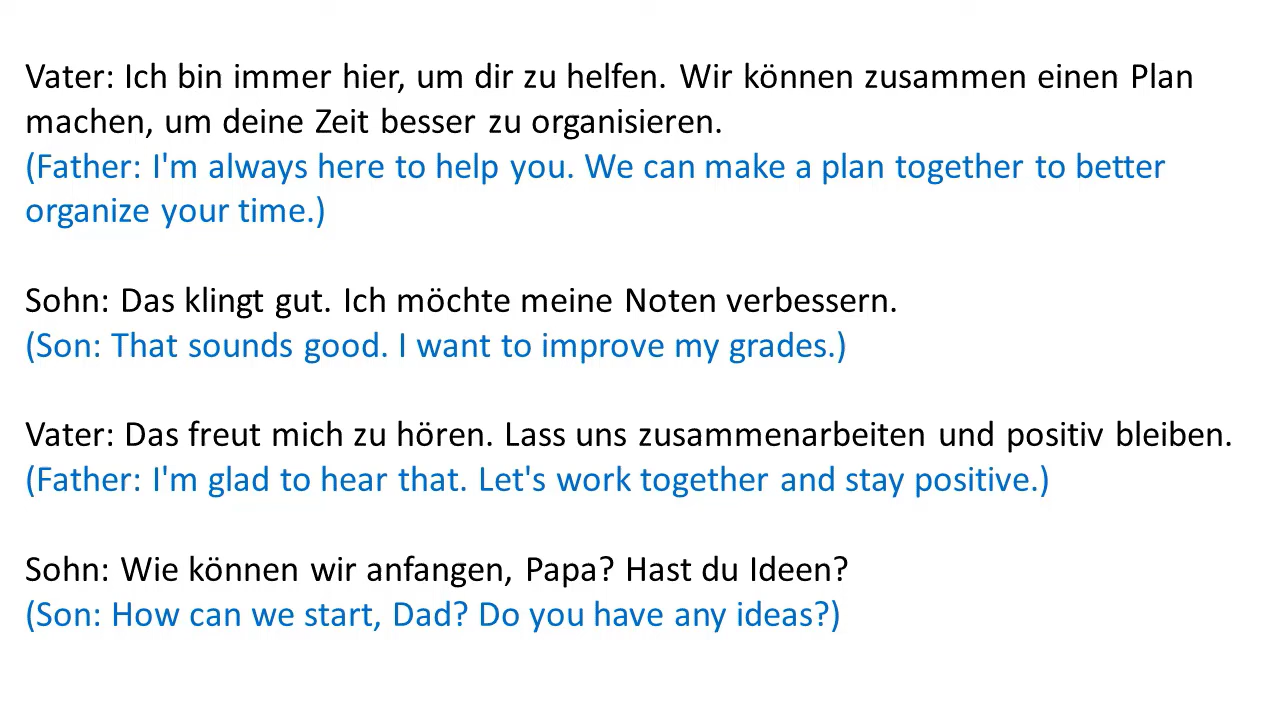 Vater: Ich bin immer hier, um dir zu helfen. Wir können zusammen einen Plan
machen, um deine Zeit besser zu organisieren.
(Father: I'm always here to help you. We can make a plan together to better
organize your time.)
Sohn: Das klingt gut. Ich möchte meine Noten verbessern.
(Son: That sounds good. I want to improve my grades.)
Vater: Das freut mich zu hören. Lass uns zusammenarbeiten und positiv bleiben.
(Father: I'm glad to hear that. Let's work together and stay positive.)
Sohn: Wie können wir anfangen, Papa? Hast du Ideen?
(Son: How can we start, Dad? Do you have any ideas?)